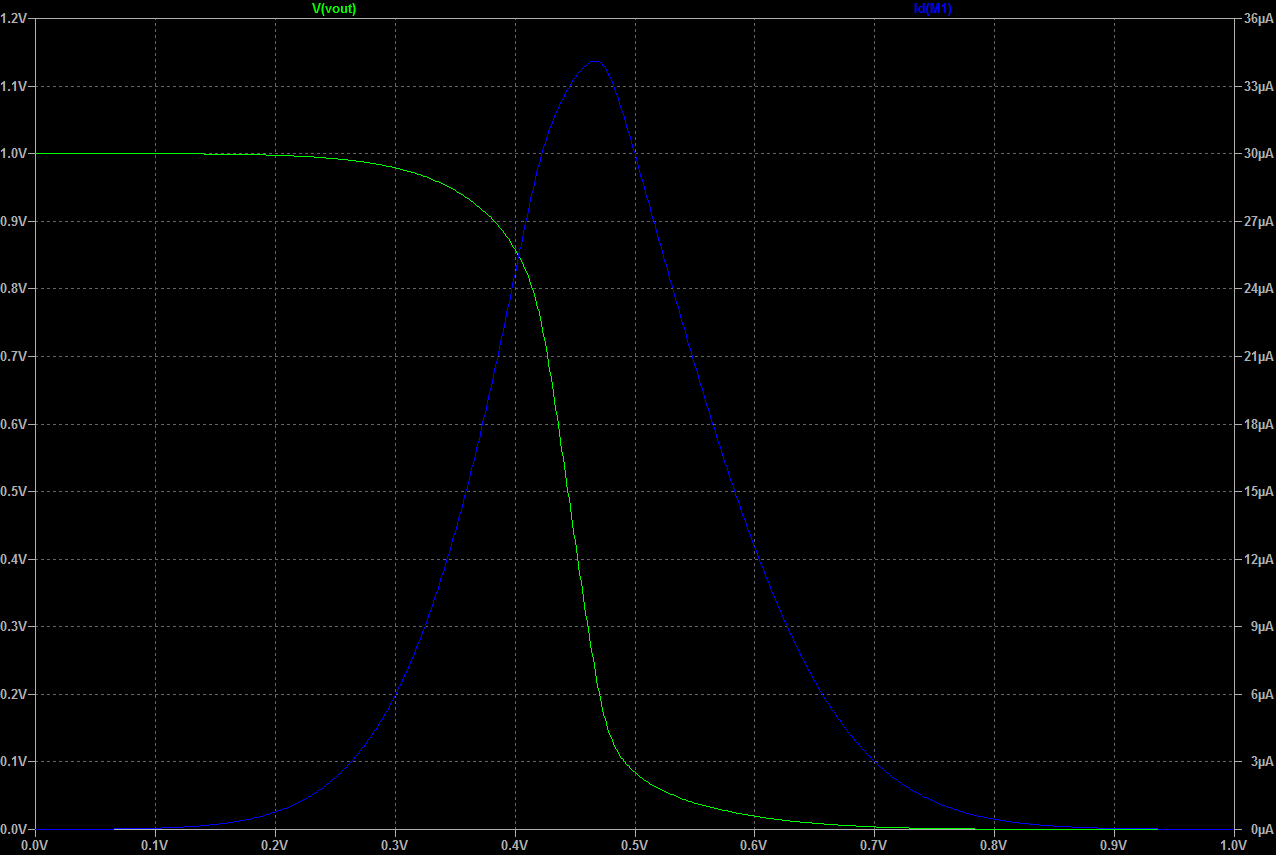 V(vout) Id(M1)
1.2V 36µA
1.1V 33µA
1.0V 30µA
0.9V 27µA
0.8V 24µA
0.7V 21µA
0.6V 18µA
0.5V 15µA
0.4V 12µA
0.3V 9µA
0.2V 6µA
0.1V 3µA
0.0V 0µA
0.0V 0.1V 0.2V 0.3V 0.4V 0.5V 0.6V 0.7V 0.8V 0.9V 1.0V